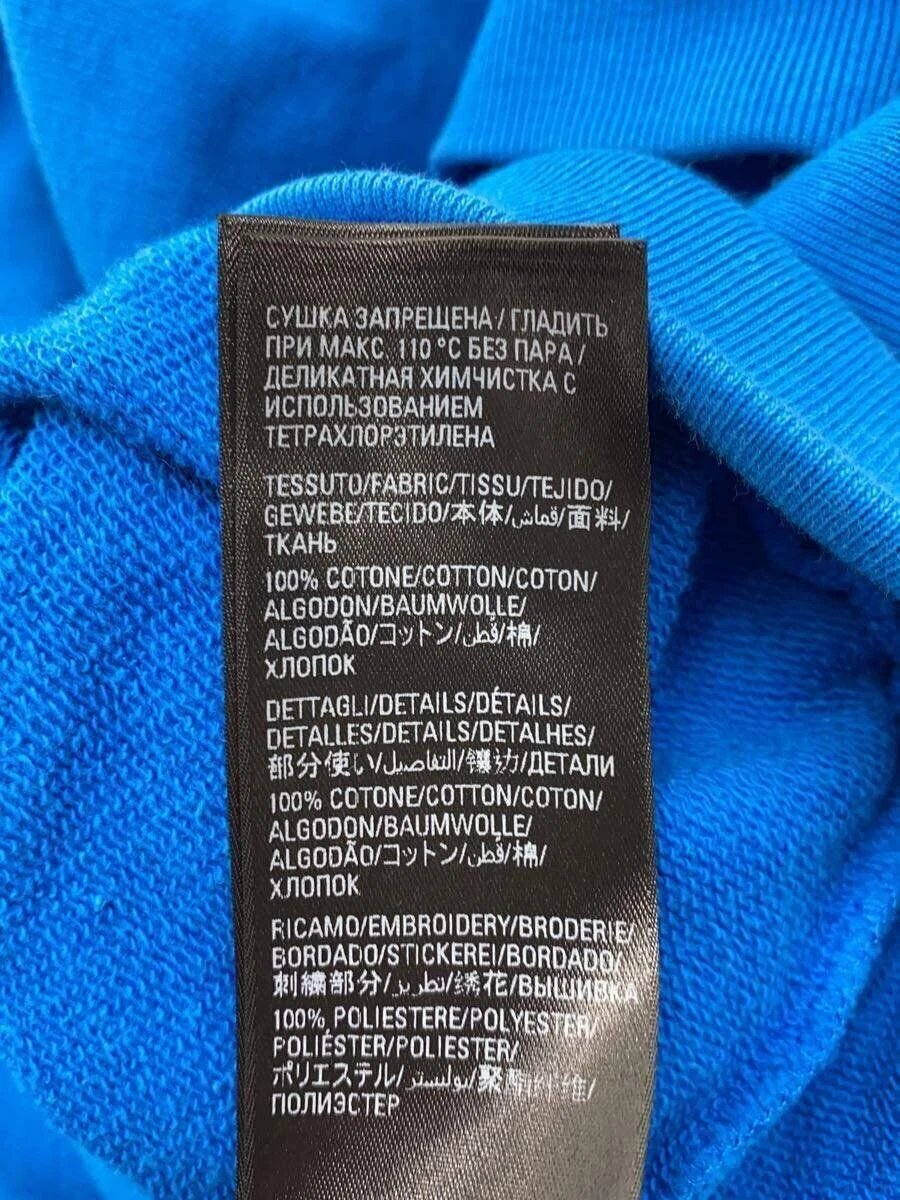 СУШКА ЗАПРЕЩЕНА / ГЛАДИТЬ
ПРИ МАКС. 110 °C БЕЗ ПАРА /
ДЕЛИКАТНАЯ ХИМЧИСТКА С
ИСПОЛЬЗОВАНИЕМ
ТЕТРАХЛОРЭТИЛЕНА
TESSUTO/FABRIC/TISSU/TEJIDO/
GEWEBE/TECIDO/本体/قماش/面料/
ТКАНЬ
100% COTONE/COTTON/COTON/
ALGODON/BAUMWOLLE/
ALGODÃO/コットン/قطن/棉/
ХЛОПОК
DETTAGLI/DETAILS/DÉTAILS/
DETALLES/DETAILS/DETALHES/
部分使い/التفاصيل/镶边/ДЕТАЛИ
100% COTONE/COTTON/COTON/
ALGODON/BAUMWOLLE/
ALGODÃO/コットン/قطن/棉/
ХЛОПОК
RICAMO/EMBROIDERY/BRODERIE/
BORDADO/STICKEREI/BORDADO/
刺繍部分/تطريز/绣花/ВЫШИВКА
100% POLIESTERE/POLYESTER/
POLIÉSTER/POLIESTER/
ポリエステル/بوليستر/聚酯纤维/
ПОЛИЭСТЕР